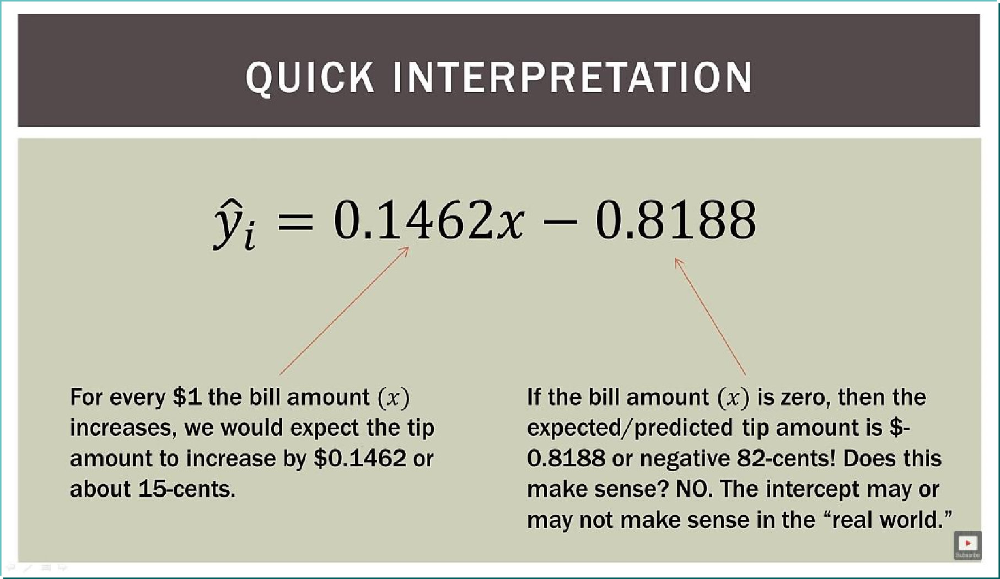 QUICK INTERPRETATION
ŷᵢ = 0.1462x − 0.8188
For every $1 the bill amount (x)
increases, we would expect the tip
amount to increase by $0.1462 or
about 15-cents.
If the bill amount (x) is zero, then the
expected/predicted tip amount is $-
0.8188 or negative 82-cents! Does this
make sense? NO. The intercept may or
may not make sense in the “real world.”
Subscribe